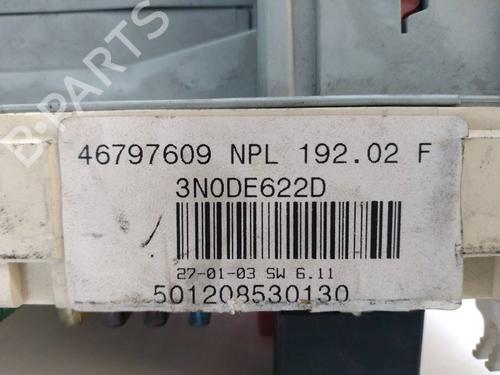 46797609 NPL 192.02 F
3N0DE622D
27-01-03 SW 6.11
501208530130
B-PARTS